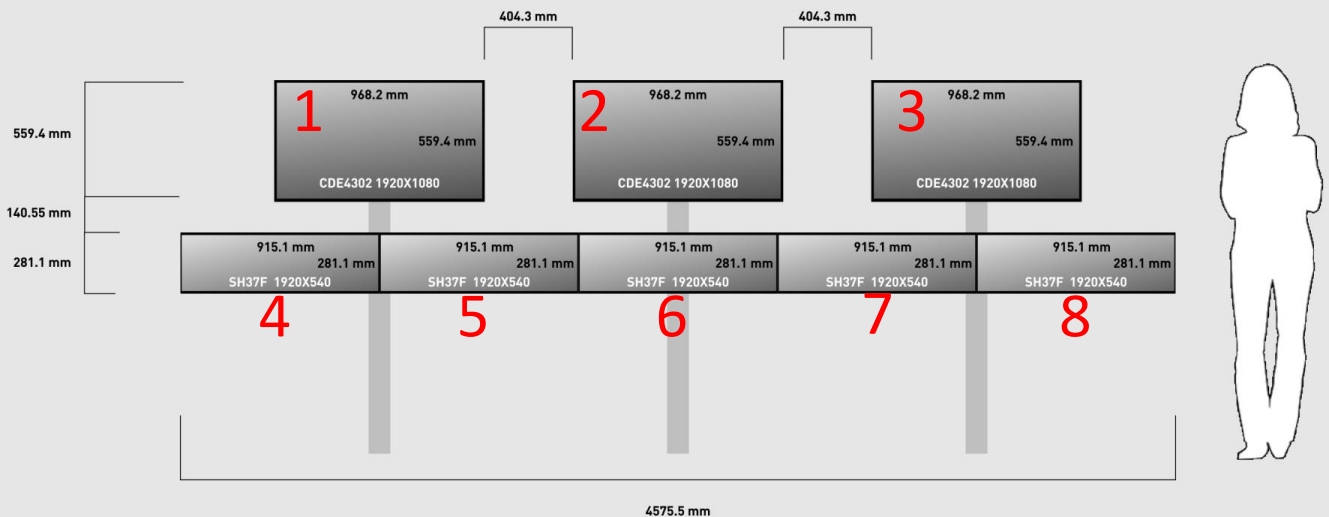 404.3 mm
404.3 mm
1
968.2 mm
559.4 mm
CDE4302 1920X1080
2
968.2 mm
559.4 mm
CDE4302 1920X1080
3
968.2 mm
559.4 mm
CDE4302 1920X1080
559.4 mm
140.55 mm
281.1 mm
915.1 mm
281.1 mm
SH37F 1920X540
4
915.1 mm
281.1 mm
SH37F 1920X540
5
915.1 mm
281.1 mm
SH37F 1920X540
6
915.1 mm
281.1 mm
SH37F 1920X540
7
915.1 mm
281.1 mm
SH37F 1920X540
8
4575.5 mm